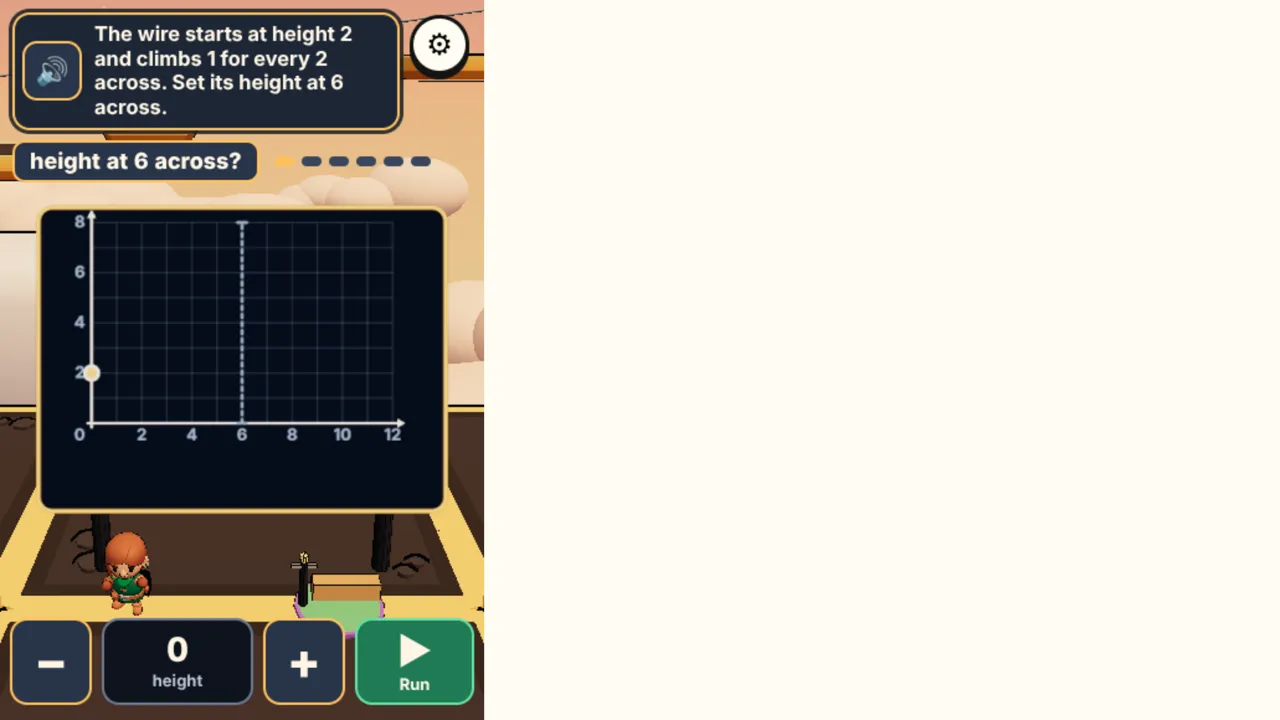 The wire starts at height 2
and climbs 1 for every 2
across. Set its height at 6
across.
height at 6 across?
8
6
4
2
0 2 4 6 8 10 12
0
height
Run